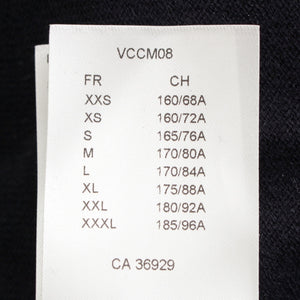 VCCM08
FR CH
XXS 160/68A
XS 160/72A
S 165/76A
M 170/80A
L 170/84A
XL 175/88A
XXL 180/92A
XXXL 185/96A
CA 36929